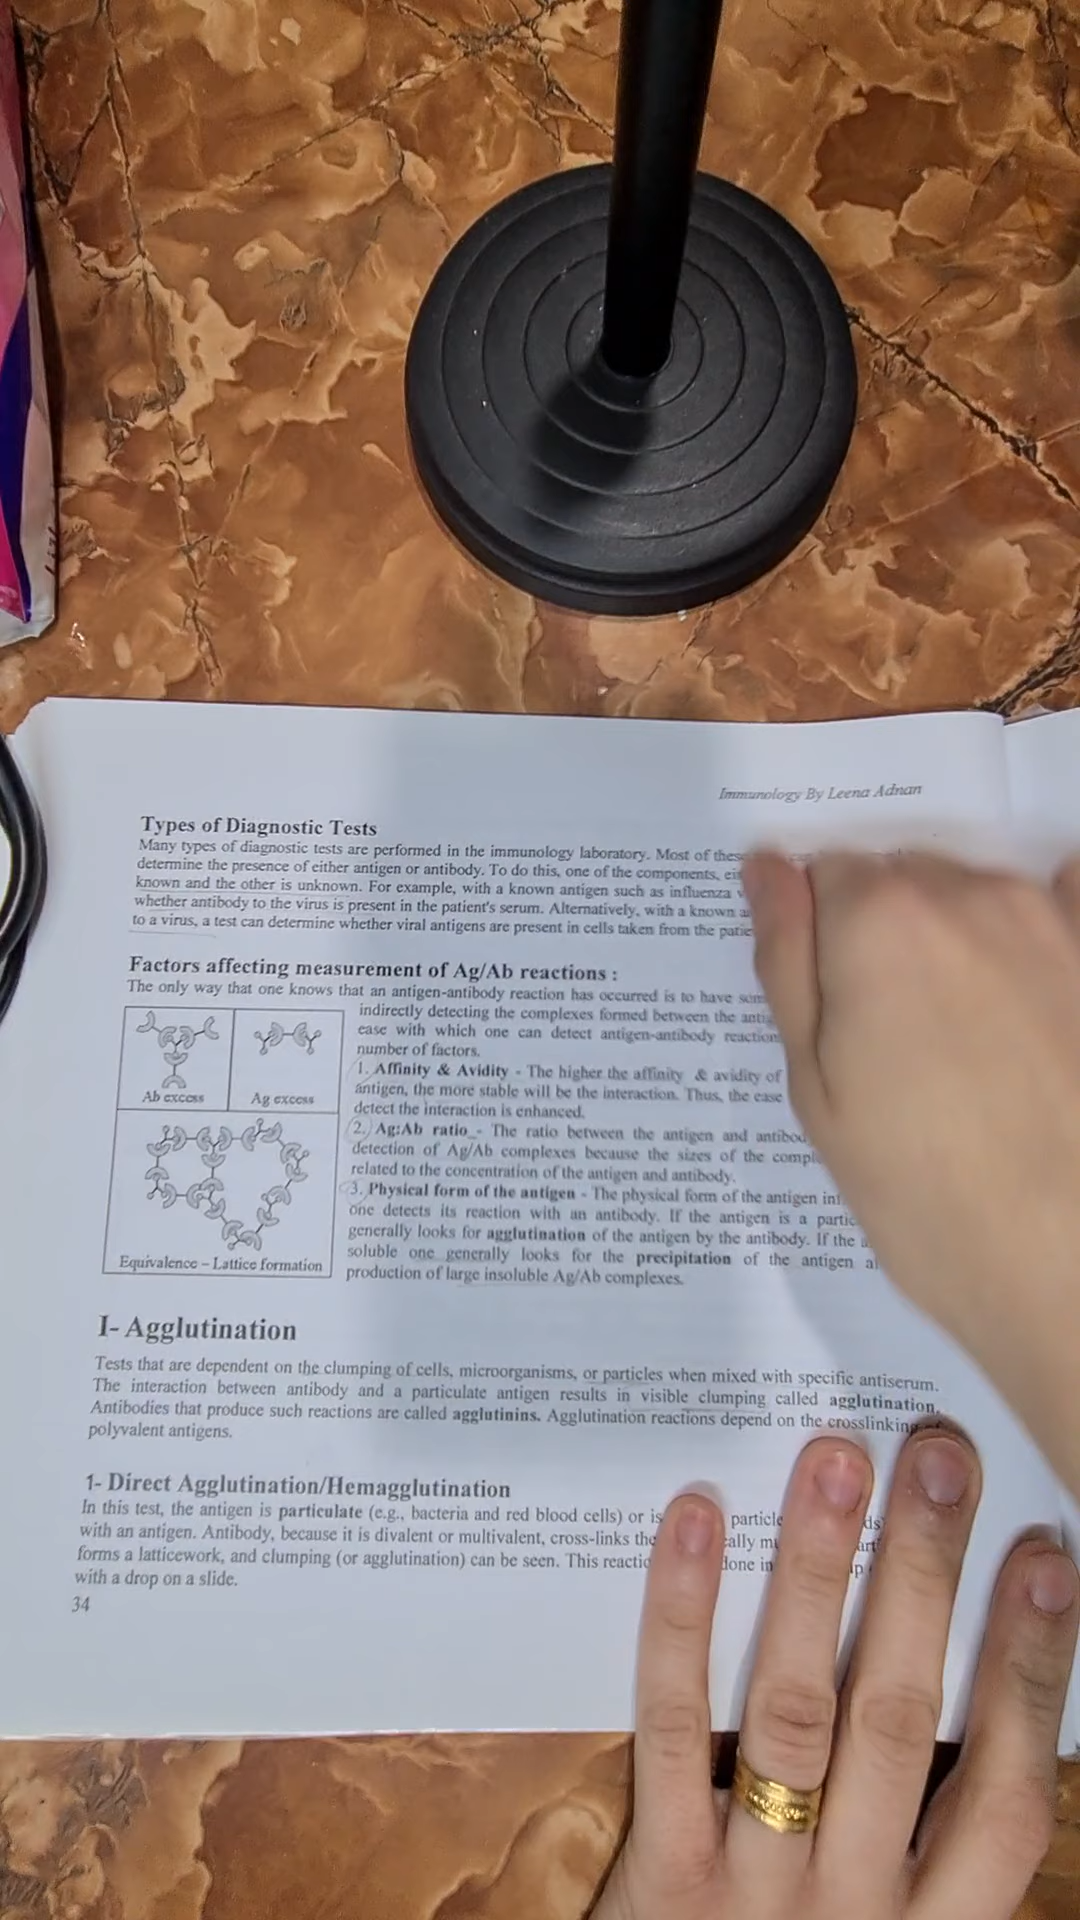 Immunology By Leena Adnan
Types of Diagnostic Tests
Many types of diagnostic tests are performed in the immunology laboratory. Most of these
determine the presence of either antigen or antibody. To do this, one of the components,
known and the other is unknown. For example, with a known antigen such as influenza
whether antibody to the virus is present in the patient's serum. Alternatively, with a known
to a virus, a test can determine whether viral antigens are present in cells taken from the
Factors affecting measurement of Ag/Ab reactions :
The only way that one knows that an antigen-antibody reaction has occurred is to have
indirectly detecting the complexes formed between the
ease with which one can detect antigen-antibody
number of factors.
1. Affinity & Avidity - The higher the affinity & avidity of
antigen, the more stable will be the interaction. Thus, the ease
detect the interaction is enhanced.
2. Ag:Ab ratio - The ratio between the antigen and
detection of Ag/Ab complexes because the sizes of the
related to the concentration of the antigen and antibody.
3. Physical form of the antigen - The physical form of the antigen
one detects its reaction with an antibody. If the antigen is a
generally looks for agglutination of the antigen by the antibody. If the
soluble one generally looks for the precipitation of the antigen
production of large insoluble Ag/Ab complexes.
Ab excess
Ag excess
Equivalence – Lattice formation
I- Agglutination
Tests that are dependent on the clumping of cells, microorganisms, or particles when mixed with specific antiserum.
The interaction between antibody and a particulate antigen results in visible clumping called agglutination.
Antibodies that produce such reactions are called agglutinins. Agglutination reactions depend on the crosslinking
polyvalent antigens.
1- Direct Agglutination/Hemagglutination
In this test, the antigen is particulate (e.g., bacteria and red blood cells) or is
with an antigen. Antibody, because it is divalent or multivalent, cross-links the
forms a latticework, and clumping (or agglutination) can be seen. This
with a drop on a slide.
34